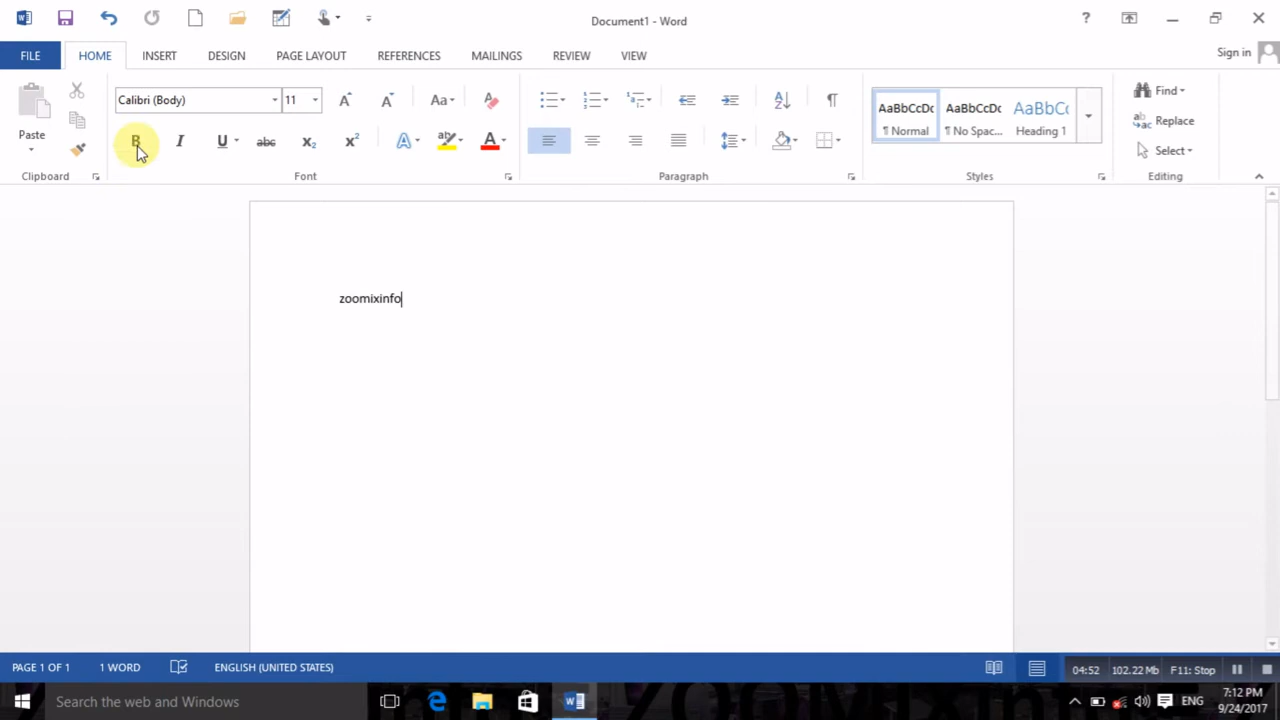 Document1 - Word
?
FILE
HOME
INSERT
DESIGN
PAGE LAYOUT
REFERENCES
MAILINGS
REVIEW
VIEW
Sign in
Paste
Calibri (Body)
11
A
A
Aa
B
I
U
abc
X₂
X²
A
aby
A
AZ
¶
AaBbCcDc
¶ Normal
AaBbCcDc
¶ No Spac...
AaBbCc
Heading 1
Find
Replace
Select
Clipboard
Font
Paragraph
Styles
Editing
zoomixinfo
PAGE 1 OF 1
1 WORD
ENGLISH (UNITED STATES)
04:52
102.22 Mb
F11: Stop
Search the web and Windows
ENG
7:12 PM
9/24/2017